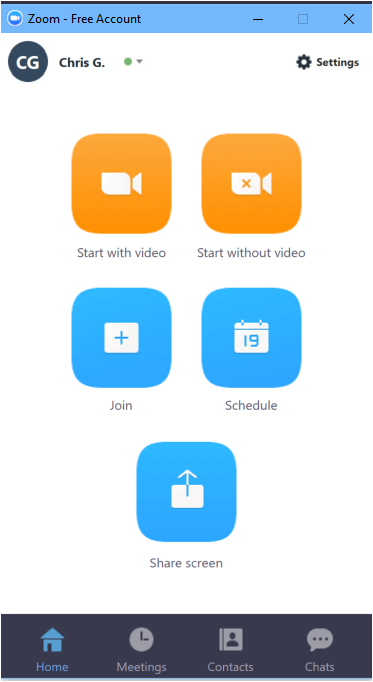 Zoom - Free Account
CG Chris G. Settings
Start with video Start without video
19
Join Schedule
Share screen
Home Meetings Contacts Chats